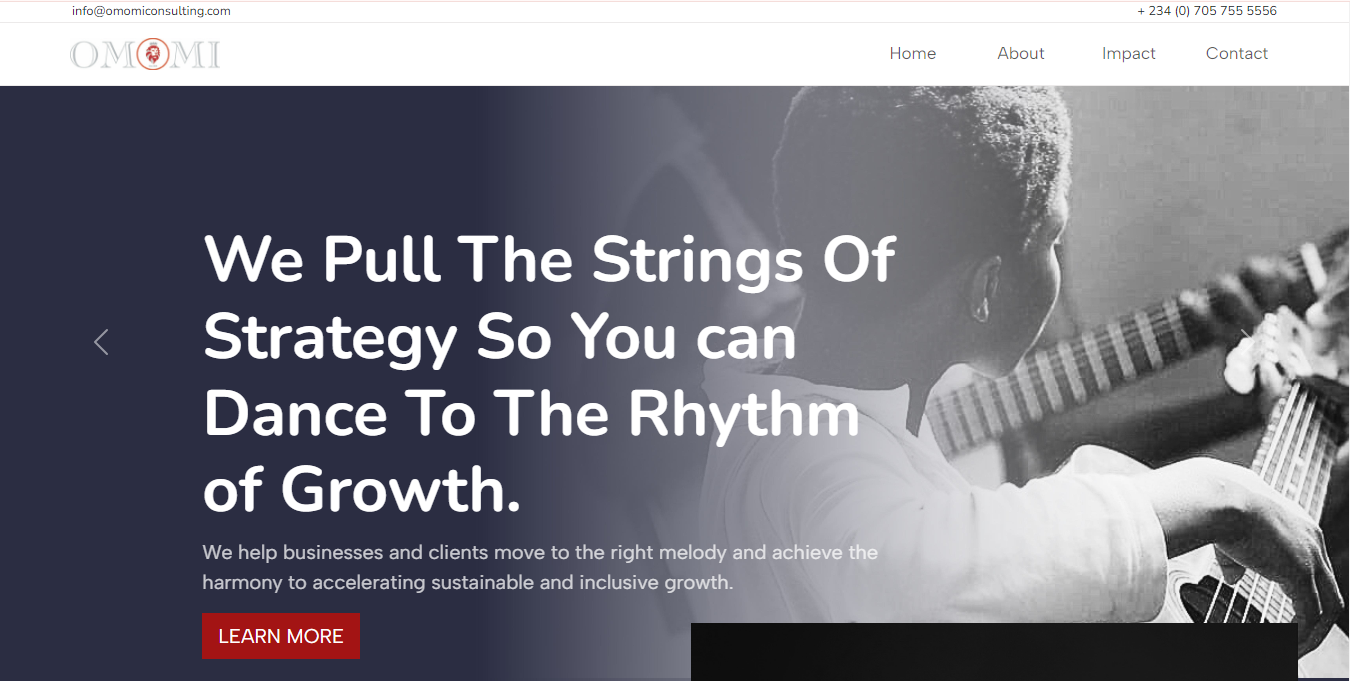 info@omomiconsulting.com
+ 234 (0) 705 755 5556
OMOMI
Home
About
Impact
Contact
We Pull The Strings Of
Strategy So You can
Dance To The Rhythm
of Growth.
We help businesses and clients move to the right melody and achieve the
harmony to accelerating sustainable and inclusive growth.
LEARN MORE